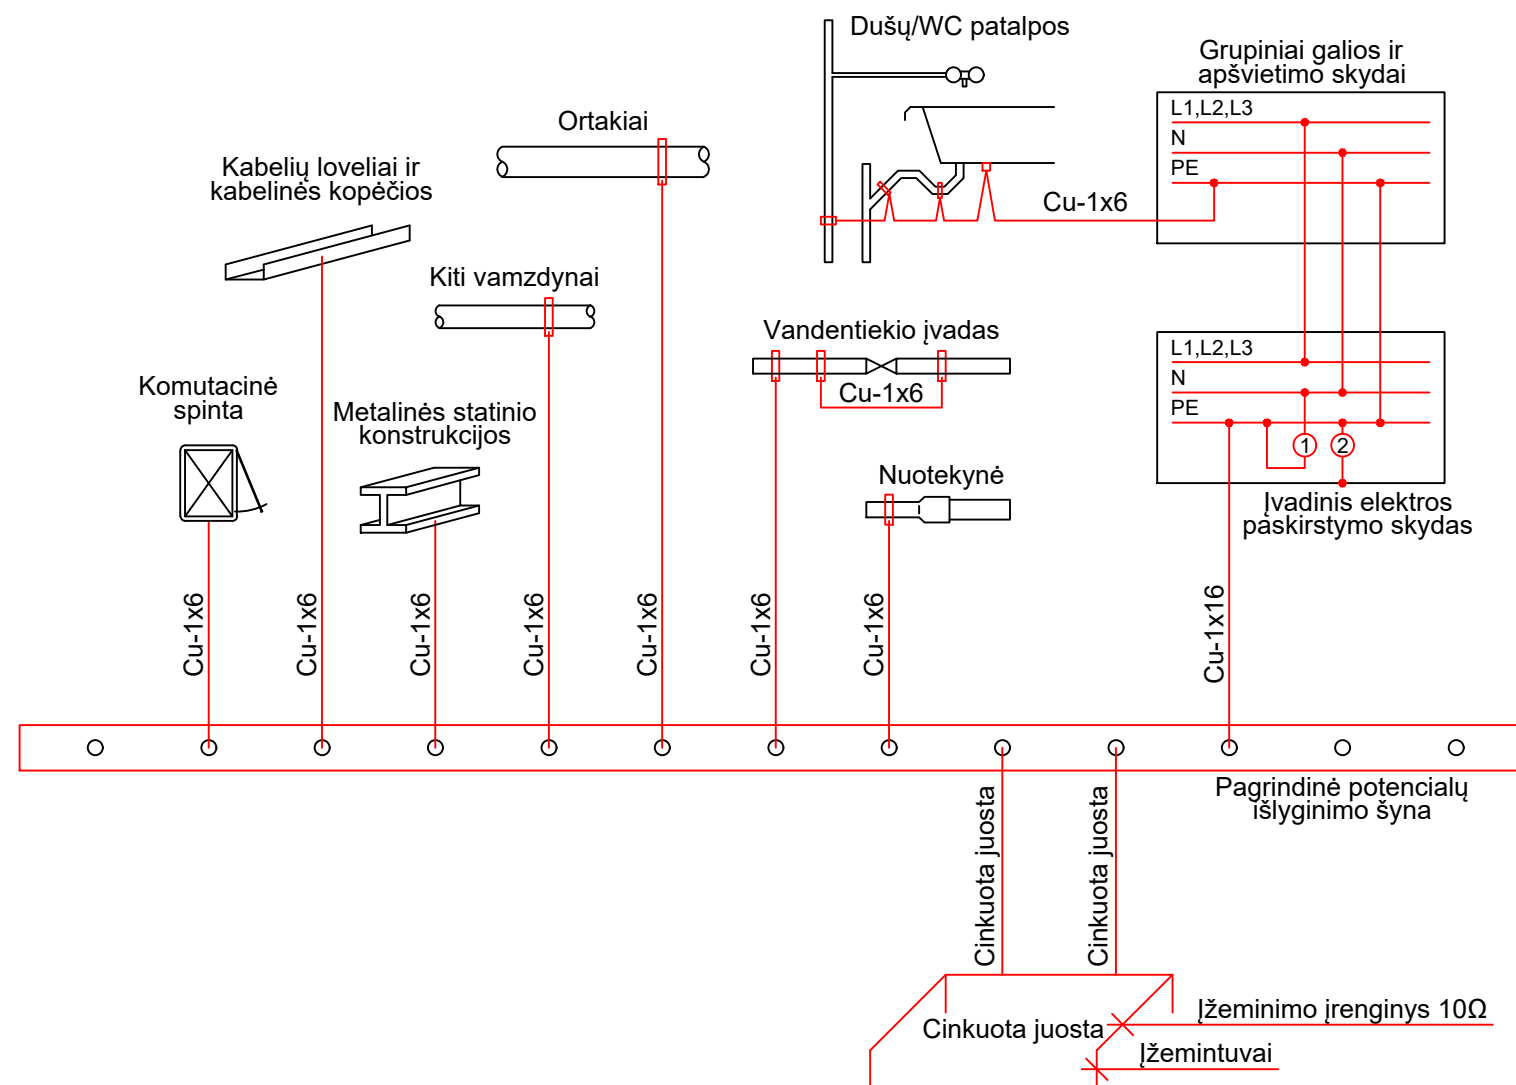 Dušų/WC patalpos
Grupiniai galios ir
apšvietimo skydai
L1,L2,L3
N
PE
Ortakiai
Kabelių loveliai ir
kabelinės kopėčios
Cu-1x6
Kiti vamzdynai
Vandentiekio įvadas
Cu-1x6
L1,L2,L3
N
PE
1
2
Komutacinė
spinta
Metalinės statinio
konstrukcijos
Nuotekynė
Įvadinis elektros
paskirstymo skydas
Cu-1x6
Cu-1x6
Cu-1x6
Cu-1x6
Cu-1x6
Cu-1x6
Cu-1x6
Cu-1x16
Pagrindinė potencialų
išlyginimo šyna
Cinkuota juosta
Cinkuota juosta
Cinkuota juosta
Įžeminimo įrenginys 10Ω
Įžemintuvai